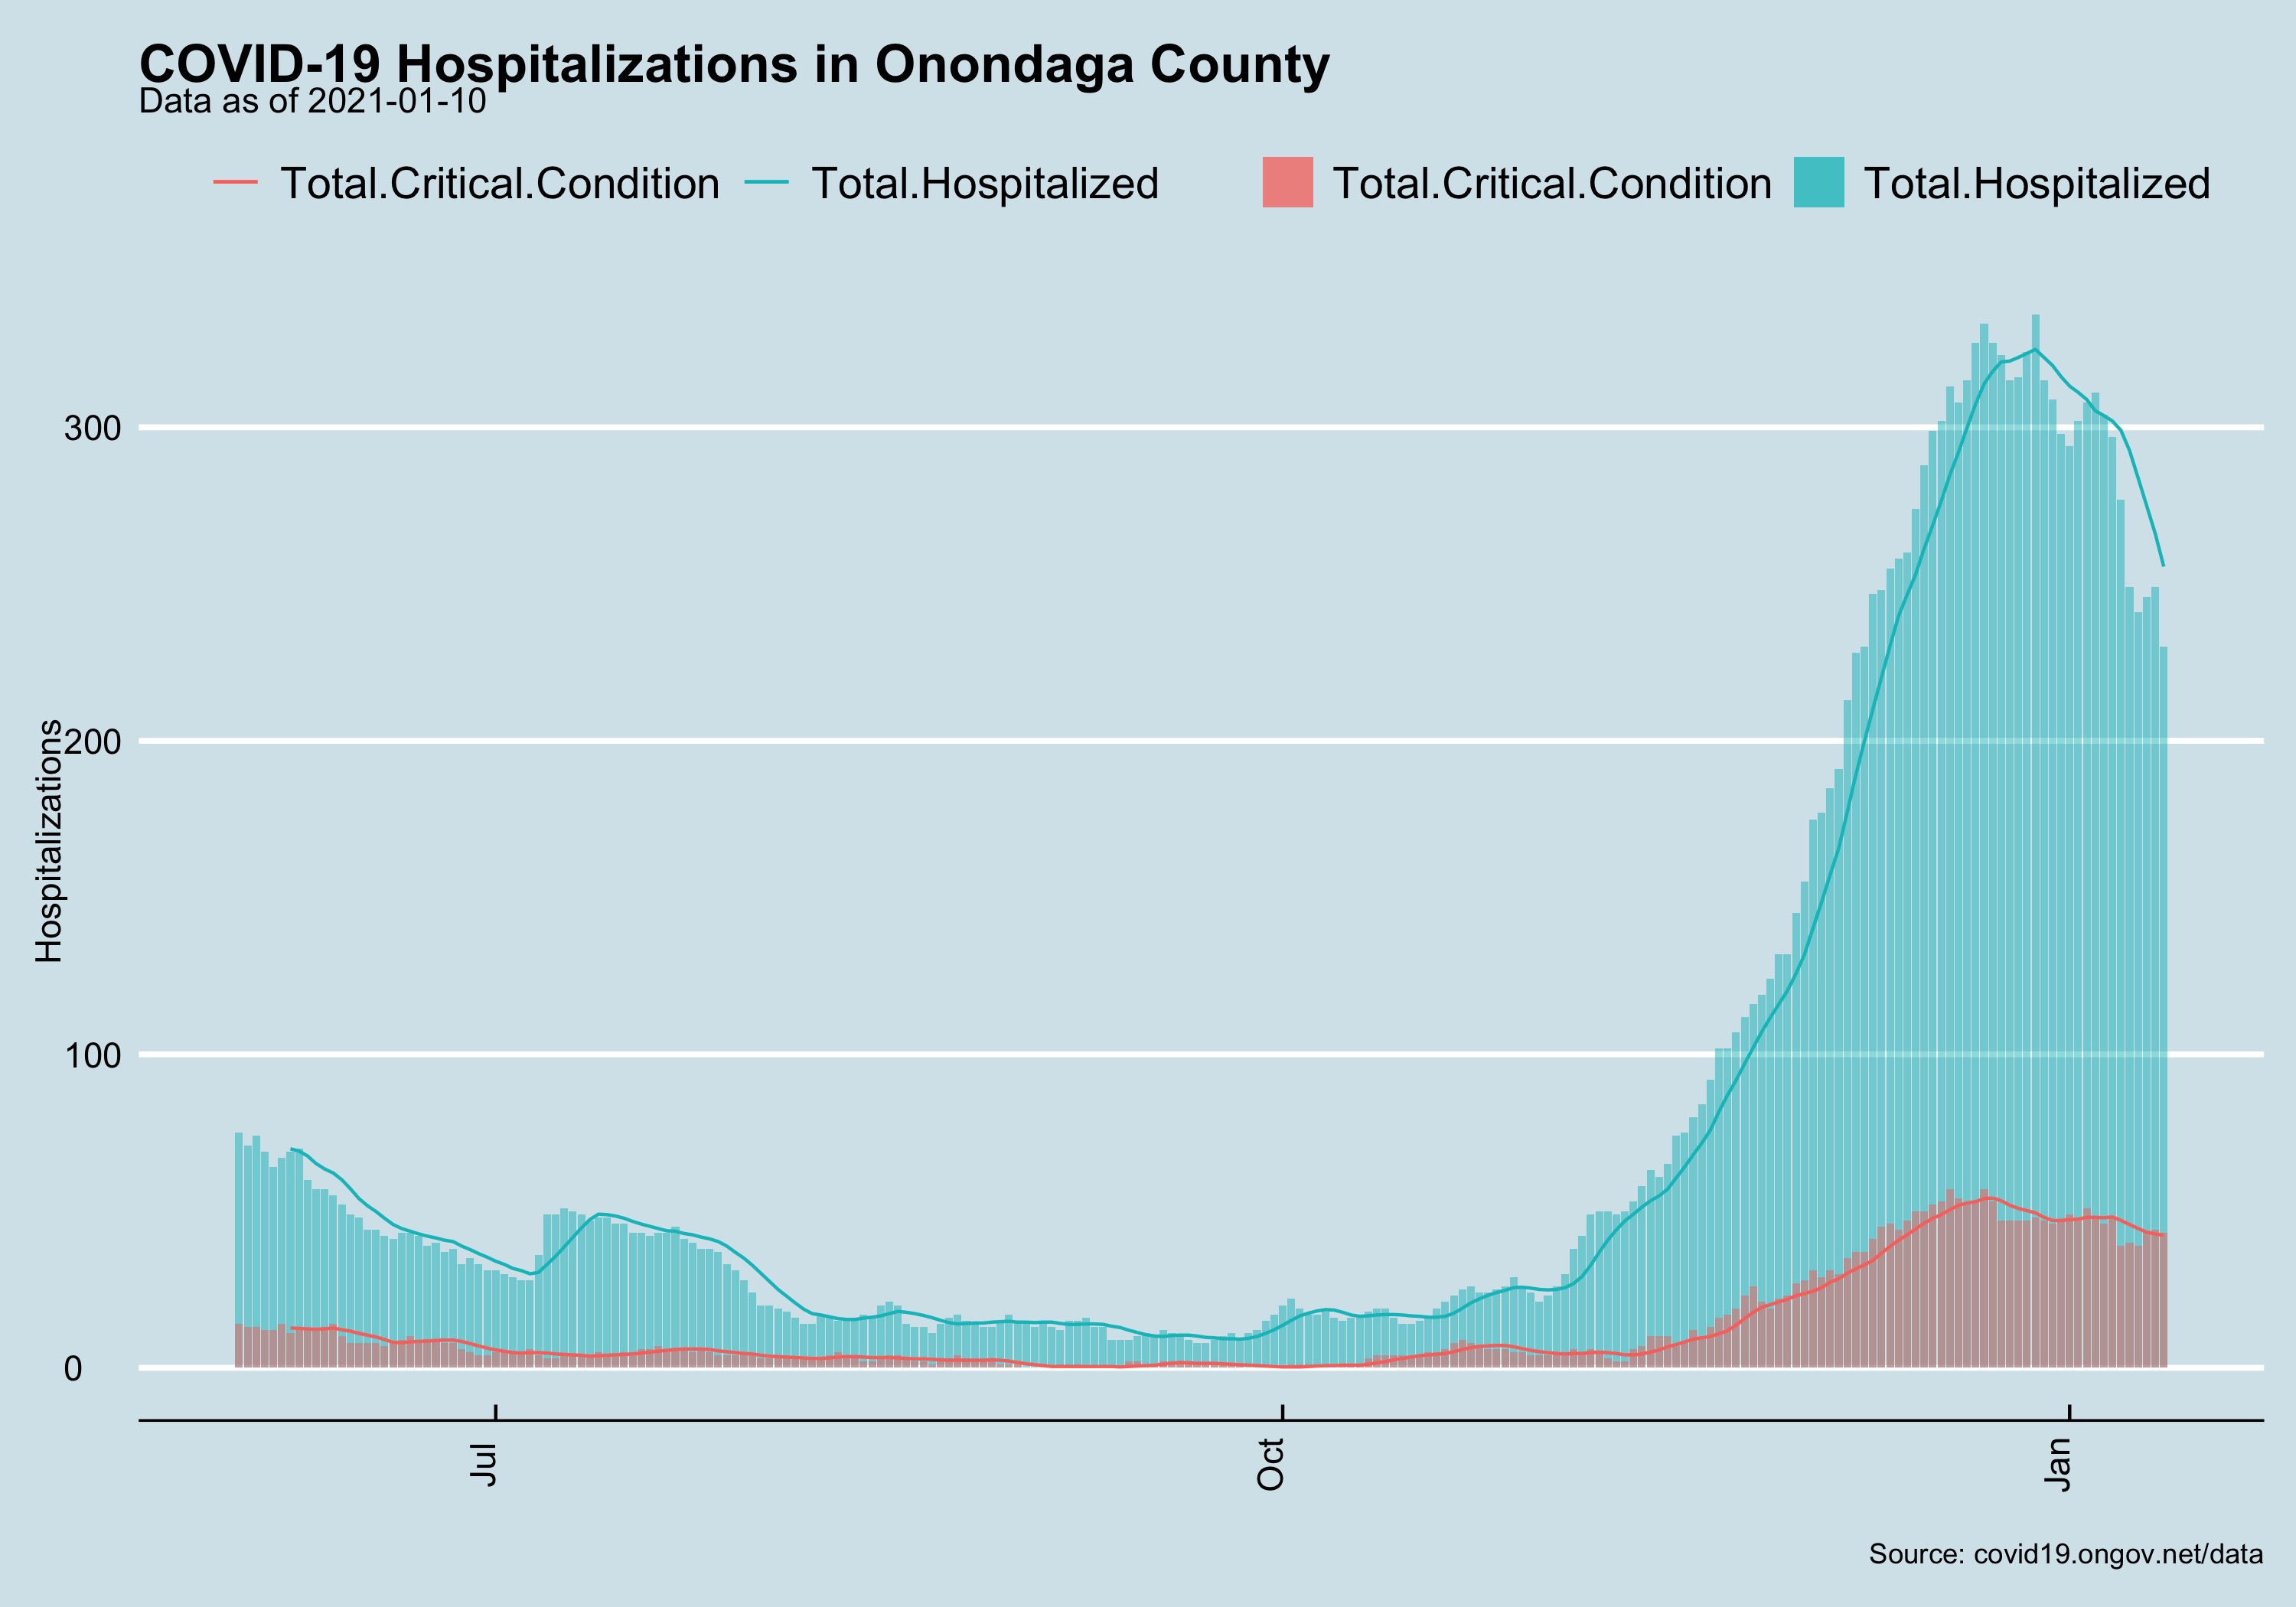 COVID-19 Hospitalizations in Onondaga County
Data as of 2021-01-10
Total.Critical.Condition Total.Hospitalized Total.Critical.Condition Total.Hospitalized
Hospitalizations
300
200
100
0
Jul Oct Jan
Source: covid19.ongov.net/data